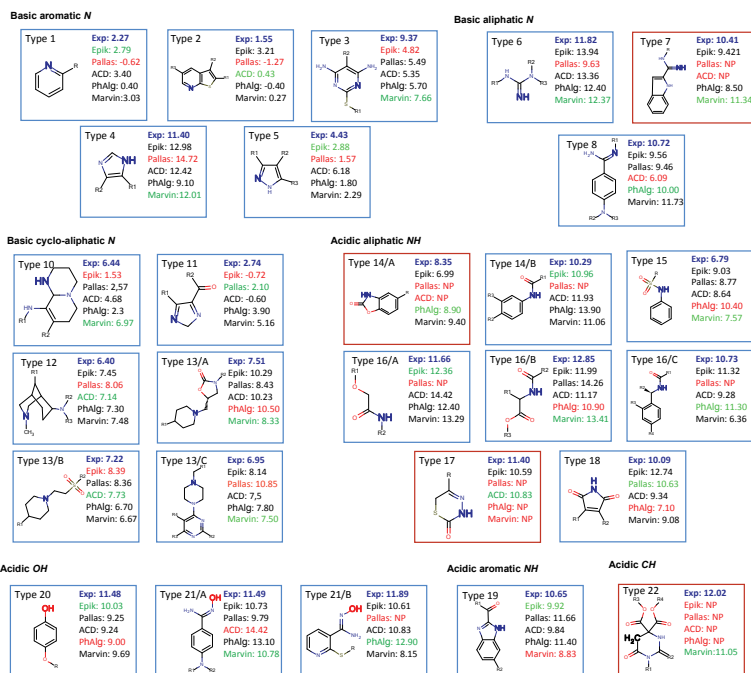 Basic aromatic N
Type 1
Exp: 2.27
Epik: 2.79
Pallas: -0.62
ACD: 3.40
PhAlg: 0.40
Marvin:3.03
Type 2
Exp: 1.55
Epik: 3.21
Pallas: -1.27
ACD: 0.43
PhAlg: -0.40
Marvin: 0.27
Type 3
Exp: 9.37
Epik: 4.82
Pallas: 5.49
ACD: 5.35
PhAlg: 5.70
Marvin: 7.66
Type 4
Exp: 11.40
Epik: 12.98
Pallas: 14.72
ACD: 12.42
PhAlg: 9.10
Marvin:12.01
Type 5
Exp: 4.43
Epik: 2.88
Pallas: 1.57
ACD: 6.18
PhAlg: 1.80
Marvin: 2.29
Basic aliphatic N
Type 6
Exp: 11.82
Epik: 13.94
Pallas: 9.63
ACD: 13.36
PhAlg: 12.40
Marvin: 12.37
Type 7
Exp: 10.41
Epik: 9.421
Pallas: NP
ACD: NP
PhAlg: 8.50
Marvin: 11.34
Type 8
Exp: 10.72
Epik: 9.56
Pallas: 9.46
ACD: 6.09
PhAlg: 10.00
Marvin: 11.73
Basic cyclo-aliphatic N
Type 10
Exp: 6.44
Epik: 1.53
Pallas: 2,57
ACD: 4.68
PhAlg: 2.3
Marvin: 6.97
Type 11
Exp: 2.74
Epik: -0.72
Pallas: 2.10
ACD: -0.60
PhAlg: 3.90
Marvin: 5.16
Type 12
Exp: 6.40
Epik: 7.45
Pallas: 8.06
ACD: 7.14
PhAlg: 7.30
Marvin: 7.48
Type 13/A
Exp: 7.51
Epik: 10.29
Pallas: 8.43
ACD: 10.23
PhAlg: 10.50
Marvin: 8.33
Type 13/B
Exp: 7.22
Epik: 8.39
Pallas: 8.36
ACD: 7.73
PhAlg: 6.70
Marvin: 6.67
Type 13/C
Exp: 6.95
Epik: 8.14
Pallas: 10.85
ACD: 7,5
PhAlg: 7.80
Marvin: 7.50
Acidic aliphatic NH
Type 14/A
Exp: 8.35
Epik: 6.99
Pallas: NP
ACD: NP
PhAlg: 8.90
Marvin: 9.40
Type 14/B
Exp: 10.29
Epik: 10.96
Pallas: NP
ACD: 11.93
PhAlg: 13.90
Marvin: 11.06
Type 15
Exp: 6.79
Epik: 9.03
Pallas: 8.77
ACD: 8.64
PhAlg: 10.40
Marvin: 7.57
Type 16/A
Exp: 11.66
Epik: 12.36
Pallas: NP
ACD: 14.42
PhAlg: 12.40
Marvin: 13.29
Type 16/B
Exp: 12.85
Epik: 11.99
Pallas: 14.26
ACD: 11.17
PhAlg: 10.90
Marvin: 13.41
Type 16/C
Exp: 10.73
Epik: 11.32
Pallas: NP
ACD: 9.28
PhAlg: 11.30
Marvin: 6.36
Type 17
Exp: 11.40
Epik: 10.59
Pallas: NP
ACD: 10.83
PhAlg: NP
Marvin: NP
Type 18
Exp: 10.09
Epik: 12.74
Pallas: 10.63
ACD: 9.34
PhAlg: 7.10
Marvin: 9.08
Acidic OH
Type 20
Exp: 11.48
Epik: 10.03
Pallas: 9.25
ACD: 9.24
PhAlg: 9.00
Marvin: 9.69
Type 21/A
Exp: 11.49
Epik: 10.73
Pallas: 9.79
ACD: 14.42
PhAlg: 13.10
Marvin: 10.78
Type 21/B
Exp: 11.89
Epik: 10.61
Pallas: NP
ACD: 10.83
PhAlg: 12.90
Marvin: 8.15
Acidic aromatic NH
Type 19
Exp: 10.65
Epik: 9.92
Pallas: 11.66
ACD: 9.84
PhAlg: 11.40
Marvin: 8.83
Acidic CH
Type 22
Exp: 12.02
Epik: NP
Pallas: NP
ACD: NP
PhAlg: NP
Marvin:11.05